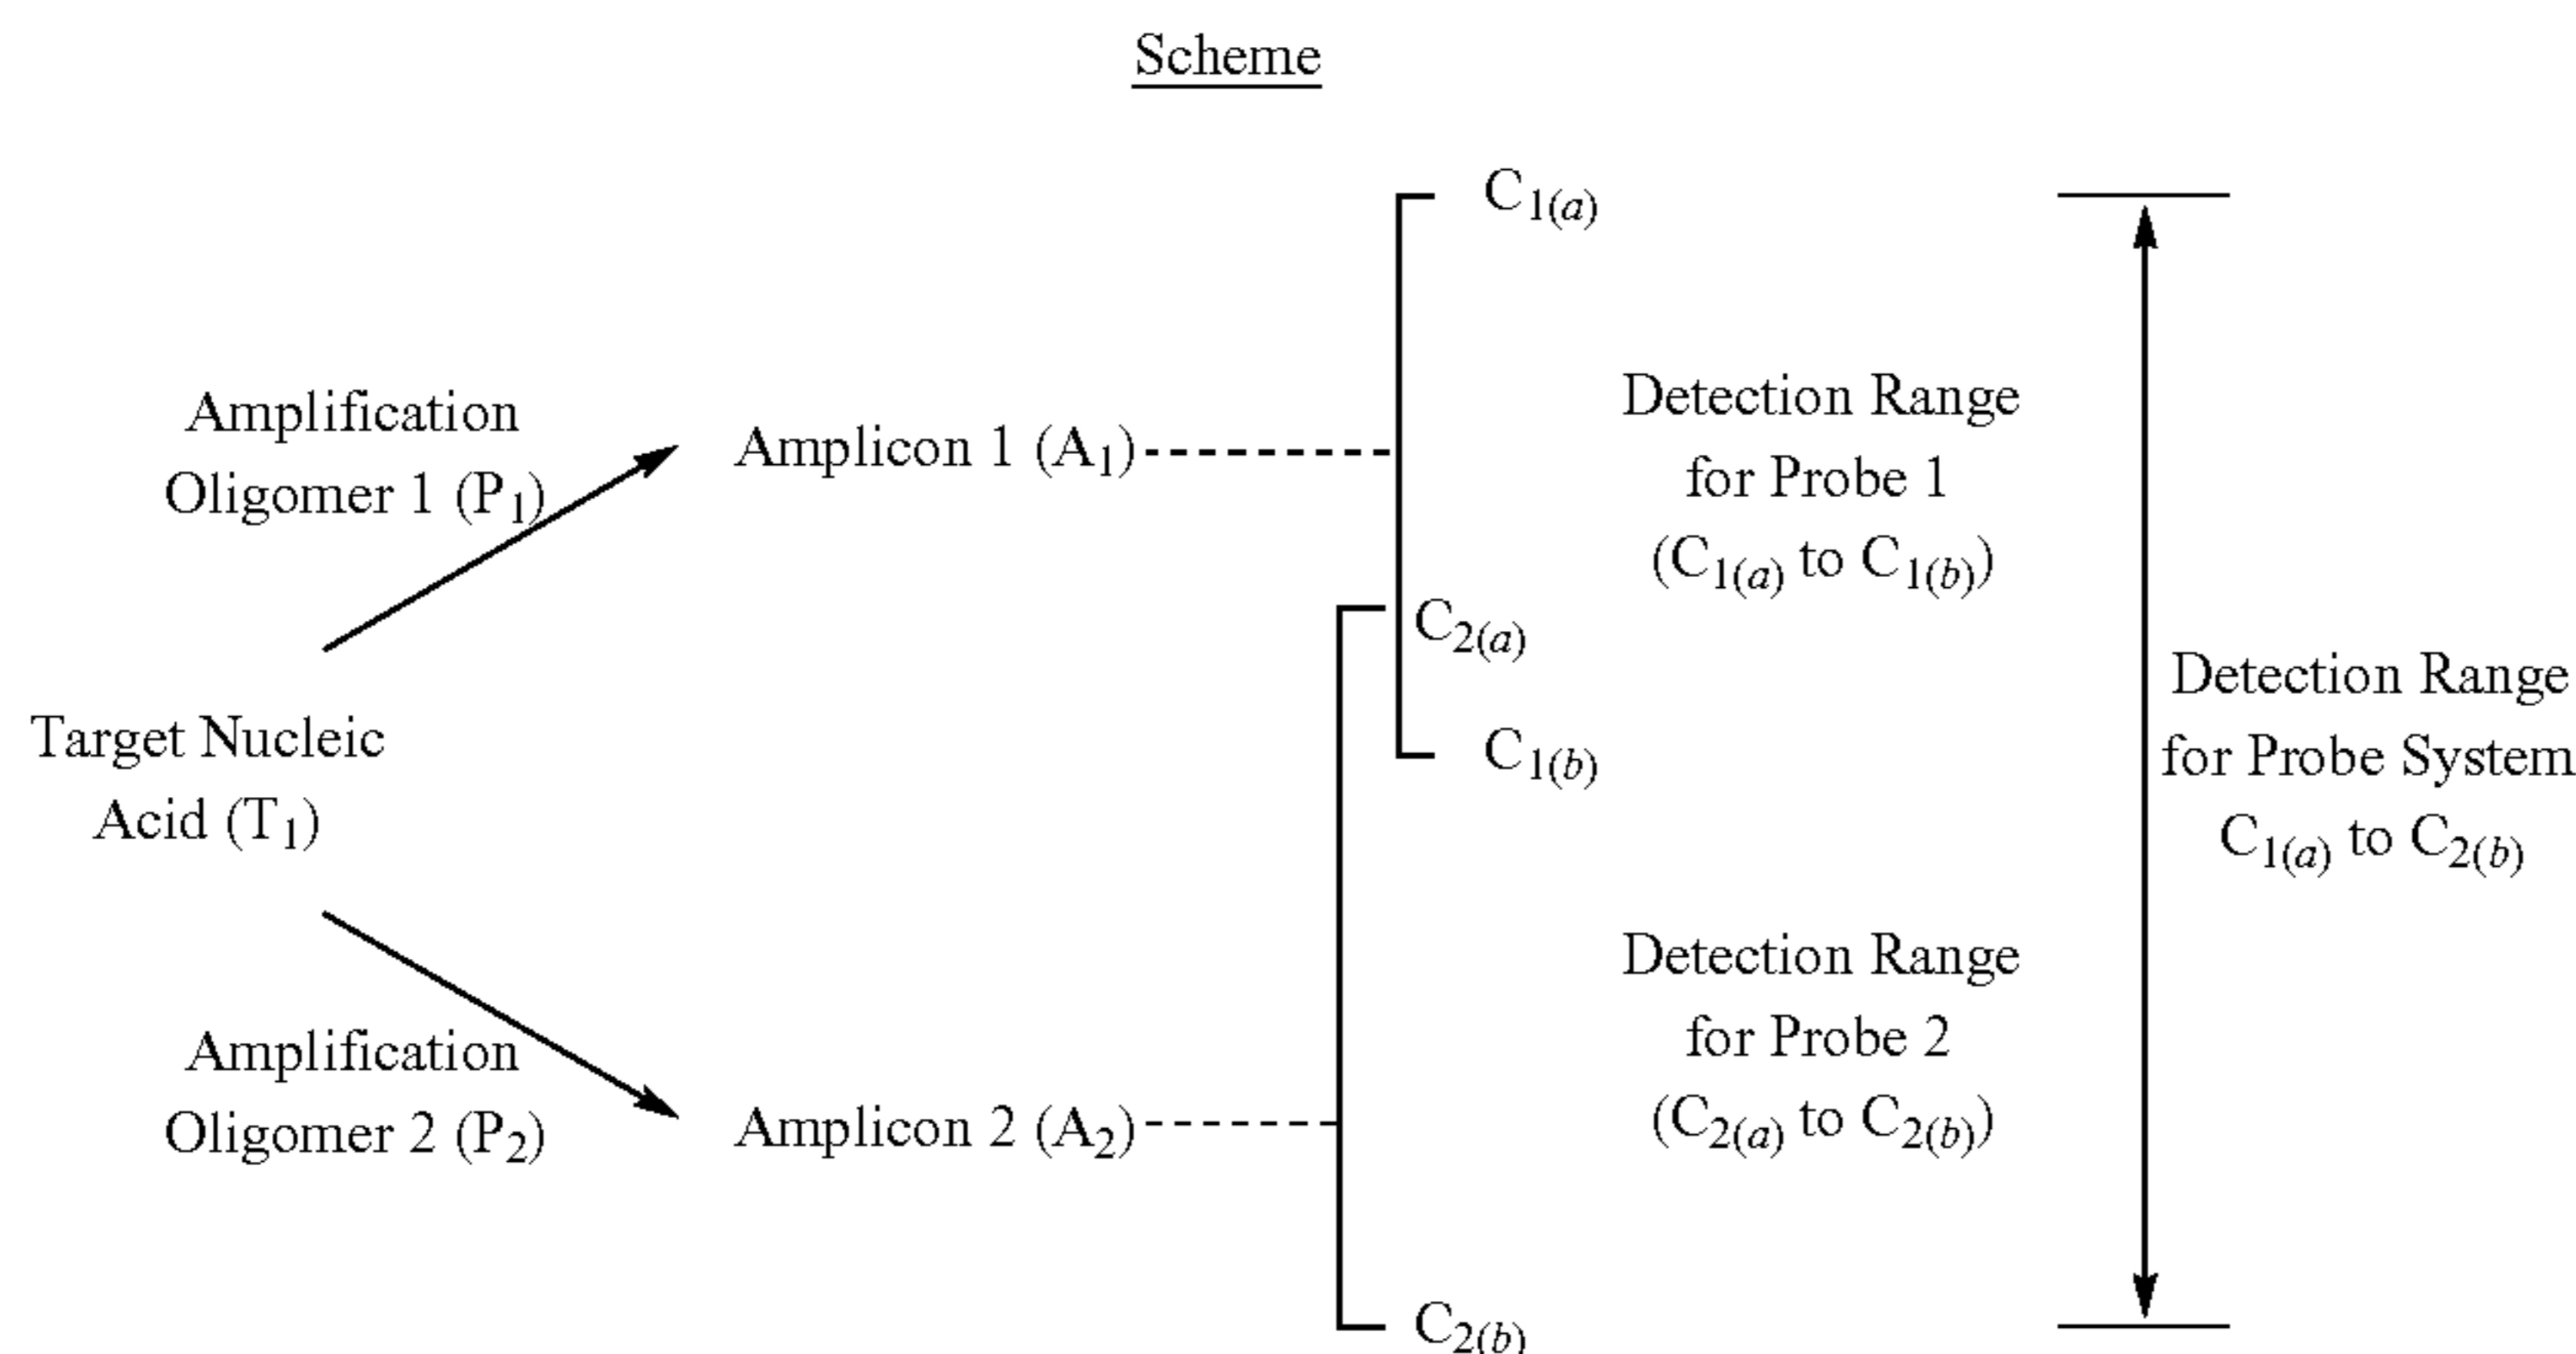 Scheme
C1(a)
Amplification
Oligomer 1 (P1)
Amplicon 1 (A1)
Detection Range
for Probe 1
(C1(a) to C1(b))
C2(a)
C1(b)
Target Nucleic
Acid (T1)
Detection Range
for Probe System
C1(a) to C2(b)
Detection Range
for Probe 2
(C2(a) to C2(b))
Amplification
Oligomer 2 (P2)
Amplicon 2 (A2)
C2(b)